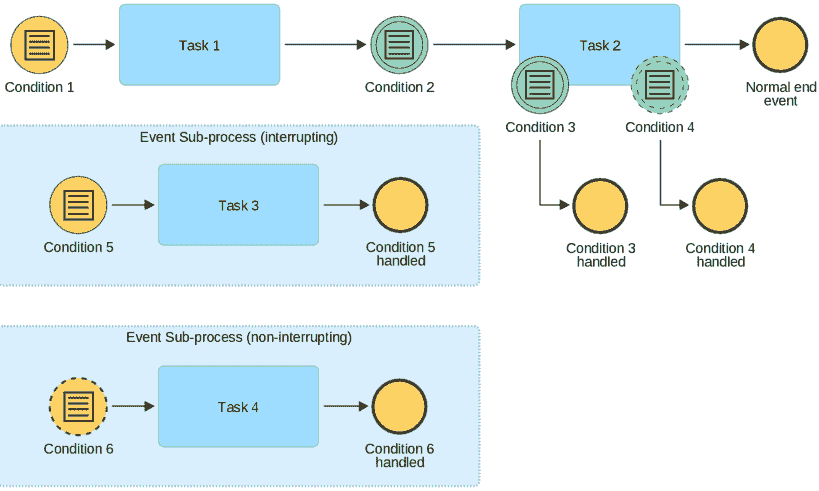 Task 1
Task 2
Condition 1
Condition 2
Normal end
event
Condition 3
Condition 4
Event Sub-process (interrupting)
Task 3
Condition 5
Condition 5
handled
Condition 3
handled
Condition 4
handled
Event Sub-process (non-interrupting)
Task 4
Condition 6
Condition 6
handled